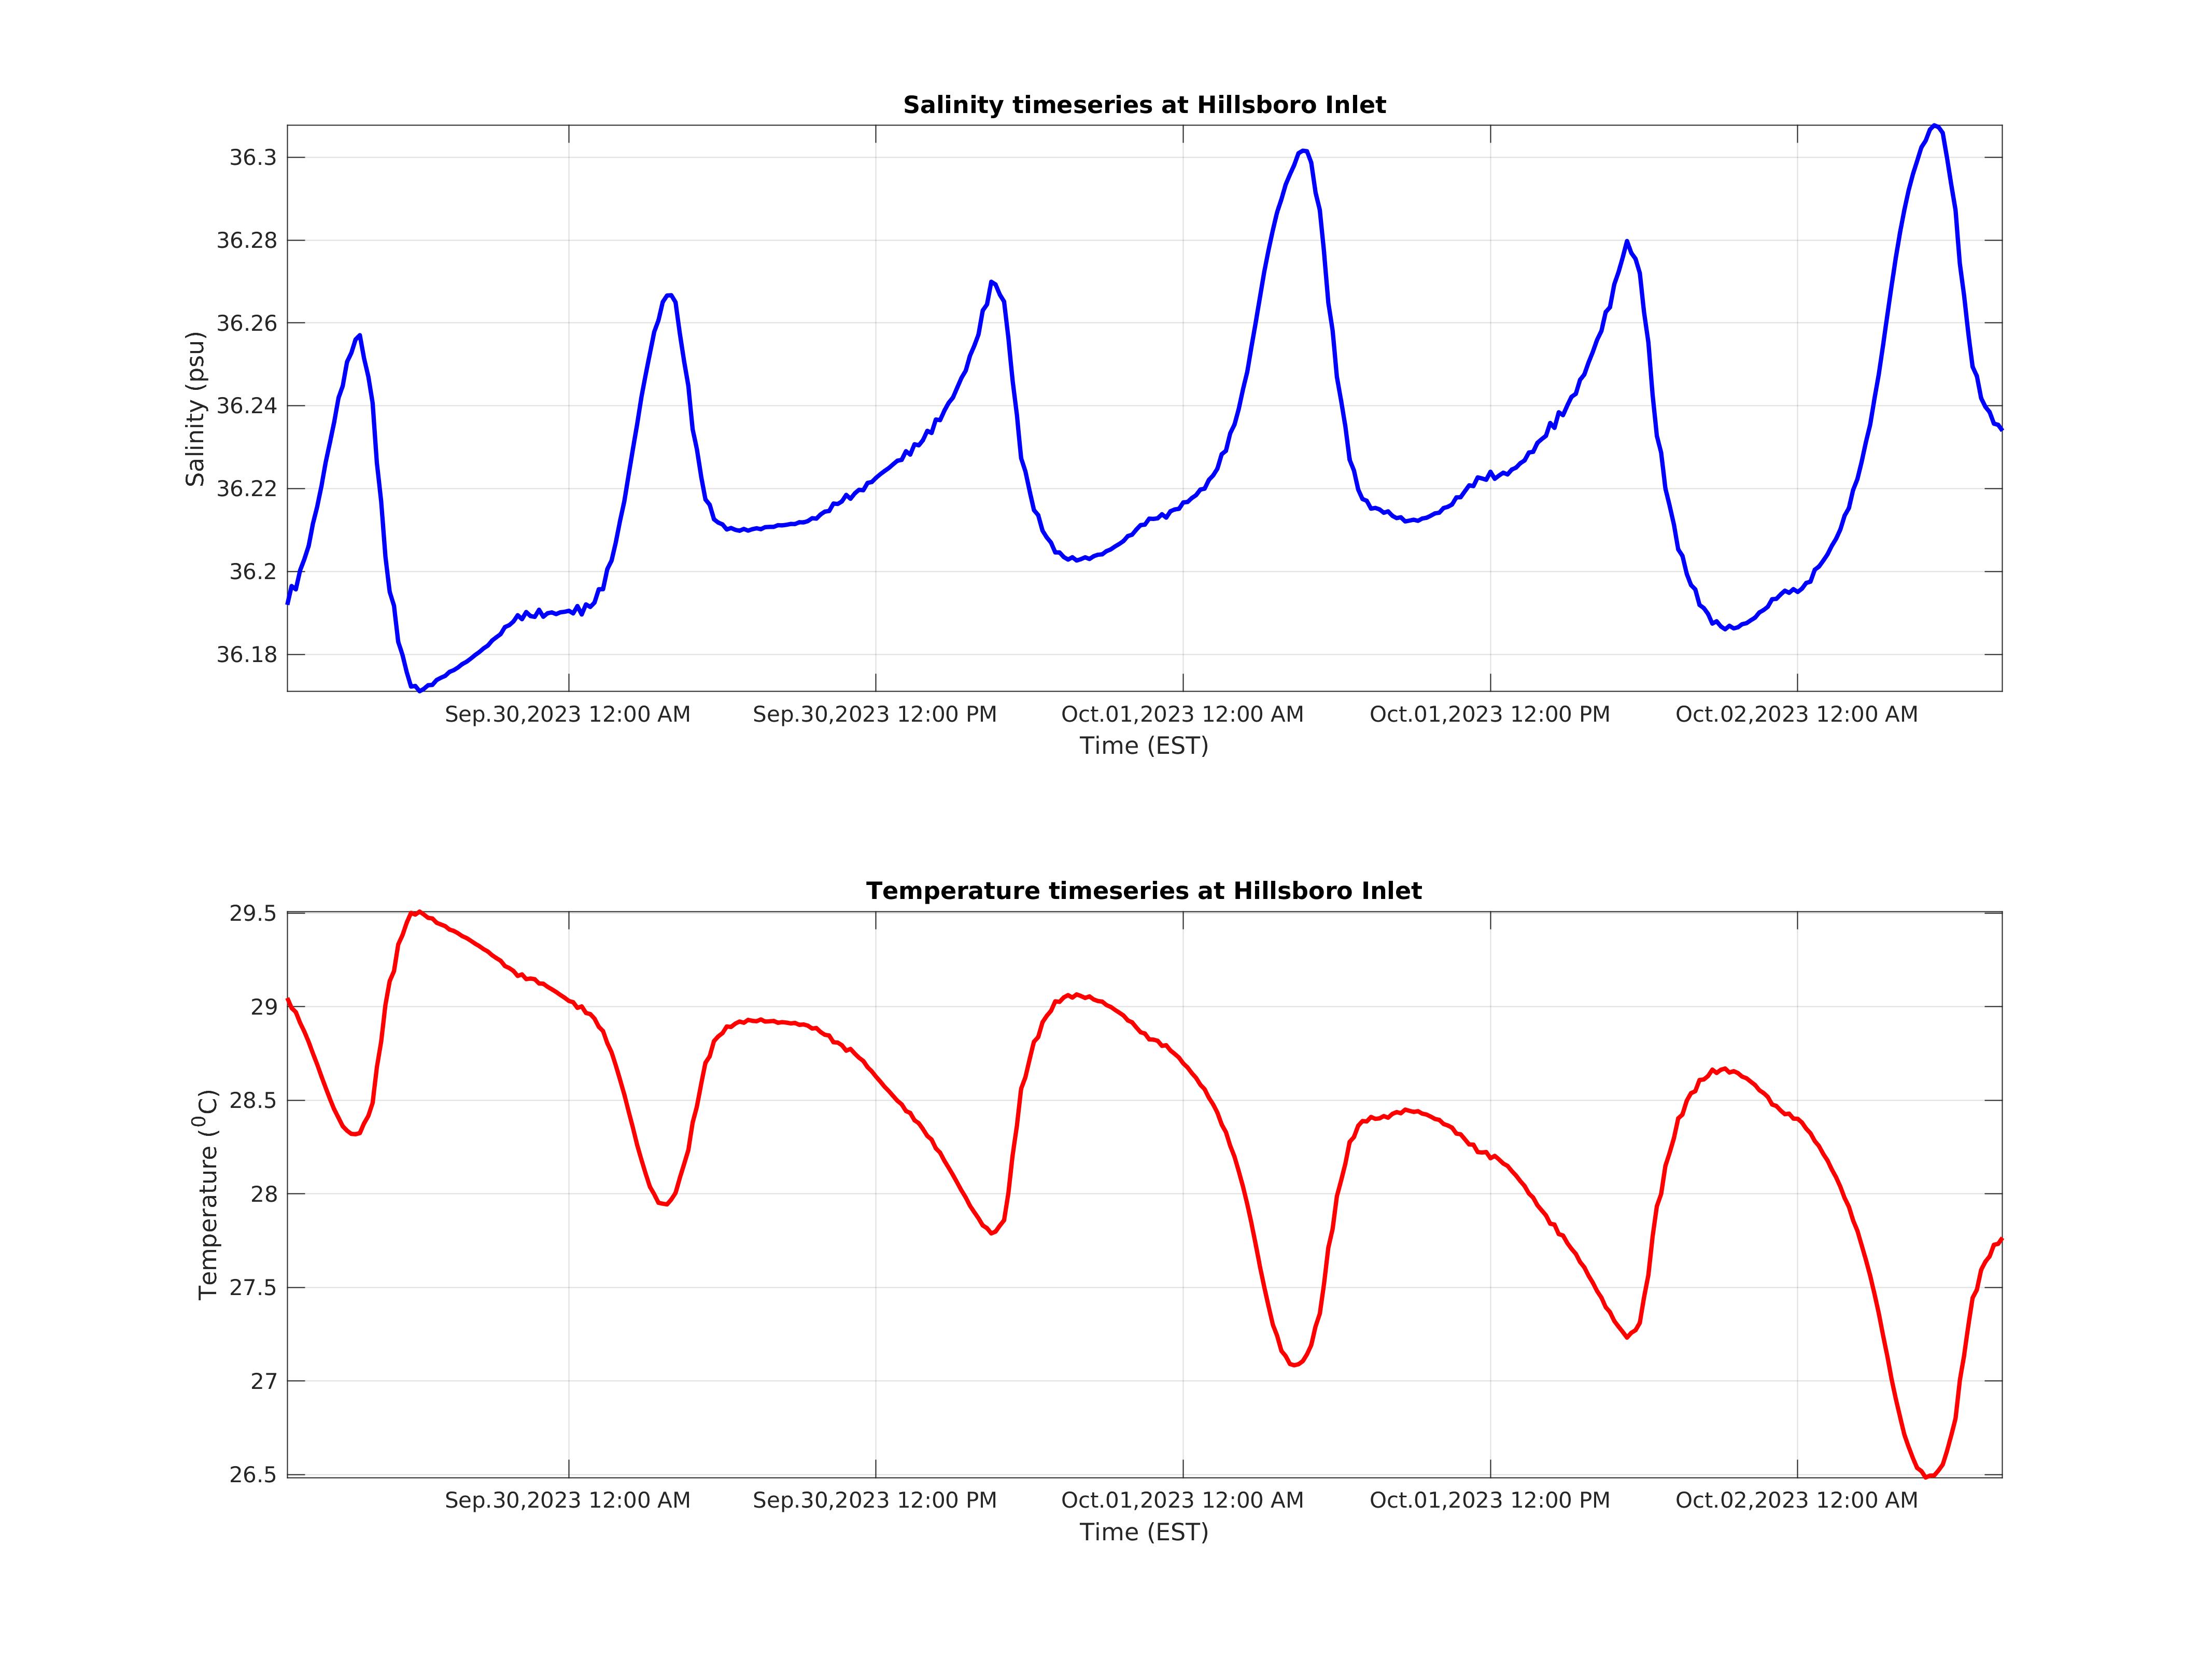 Salinity timeseries at Hillsboro Inlet
36.3
36.28
36.26
36.24
36.22
36.2
36.18
Salinity (psu)
Sep.30,2023 12:00 AM Sep.30,2023 12:00 PM Oct.01,2023 12:00 AM Oct.01,2023 12:00 PM Oct.02,2023 12:00 AM
Time (EST)
Temperature timeseries at Hillsboro Inlet
29.5
29
28.5
28
27.5
27
26.5
Temperature (⁰C)
Sep.30,2023 12:00 AM Sep.30,2023 12:00 PM Oct.01,2023 12:00 AM Oct.01,2023 12:00 PM Oct.02,2023 12:00 AM
Time (EST)